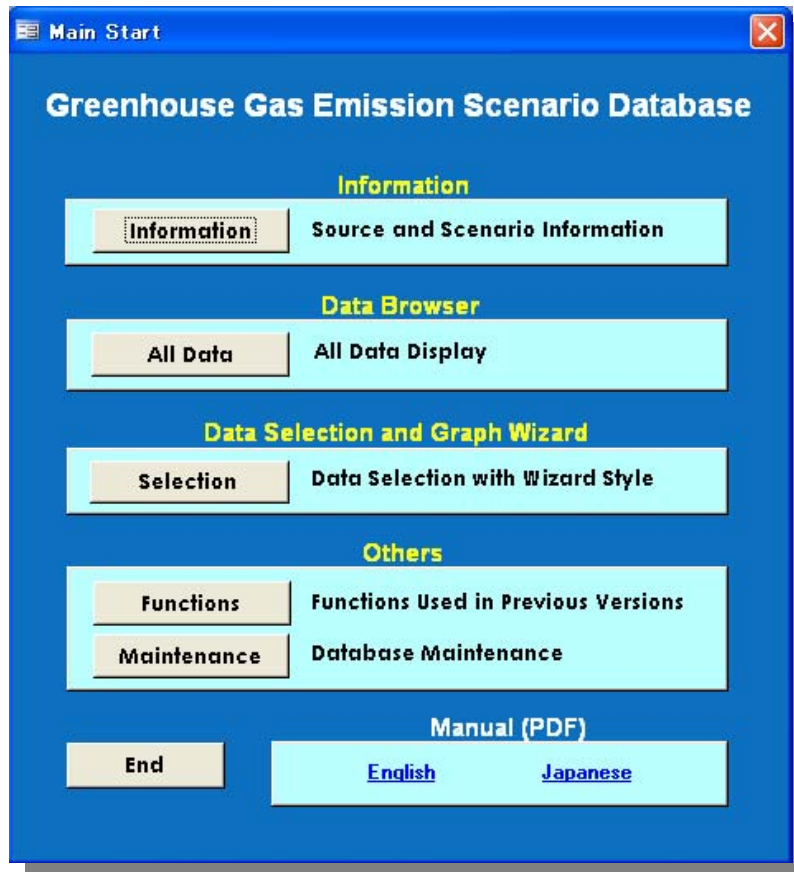 Main Start
Greenhouse Gas Emission Scenario Database
Information
Information Source and Scenario Information
Data Browser
All Data All Data Display
Data Selection and Graph Wizard
Selection Data Selection with Wizard Style
Others
Functions Functions Used in Previous Versions
Maintenance Database Maintenance
Manual (PDF)
End English Japanese